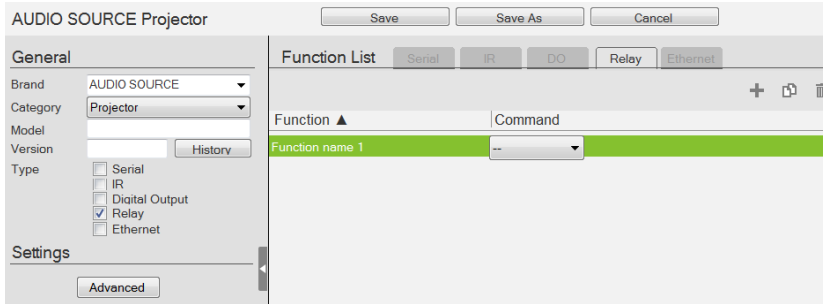 AUDIO SOURCE Projector
Save
Save As
Cancel
General
Brand
AUDIO SOURCE
Category
Projector
Model
Version
History
Type
Serial
IR
Digital Output
Relay
Ethernet
Settings
Advanced
Function List
Serial
IR
DO
Relay
Ethernet
Function ▲
Command
Function name 1
--